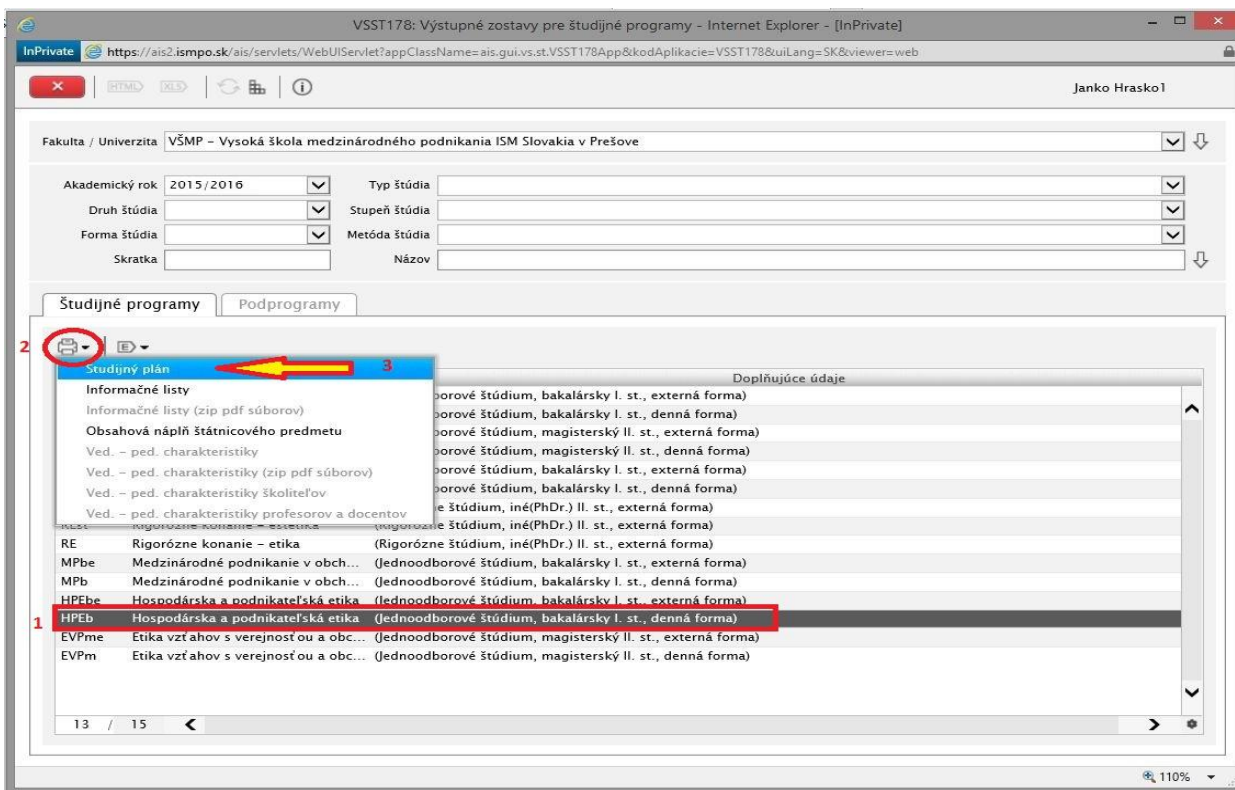 VSST178: Výstupné zostavy pre študijné programy - Internet Explorer - [InPrivate]
InPrivate https://ais2.ismpo.sk/ais/servlets/WebUIServlet?appClassName=ais.gui.vs.st.VSST178App&kodAplikacie=VSST178&uiLang=SK&viewer=web
HTML XLS Janko Hrasko1
Fakulta / Univerzita VŠMP – Vysoká škola medzinárodného podnikania ISM Slovakia v Prešove
Akademický rok 2015/2016 Typ štúdia
Druh štúdia Stupeň štúdia
Forma štúdia Metóda štúdia
Skratka Názov
Študijné programy Podprogramy
2 E
Študijný plán 3
Doplňujúce údaje
Informačné listy borové štúdium, bakalársky I. st., externá forma)
Informačné listy (zip pdf súborov) borové štúdium, bakalársky I. st., denná forma)
Obsahová náplň štátnicového predmetu borové štúdium, magisterský II. st., externá forma)
Ved. – ped. charakteristiky borové štúdium, magisterský II. st., denná forma)
Ved. – ped. charakteristiky (zip pdf súborov) borové štúdium, bakalársky I. st., externá forma)
Ved. – ped. charakteristiky školiteľov borové štúdium, bakalársky I. st., denná forma)
Ved. – ped. charakteristiky profesorov a docentov e štúdium, iné(PhDr.) II. st., externá forma)
REst Rigorózne konanie – estetika (Rigorózne štúdium, iné(PhDr.) II. st., externá forma)
RE Rigorózne konanie – etika (Rigorózne štúdium, iné(PhDr.) II. st., externá forma)
MPbe Medzinárodné podnikanie v obch... (Jednoodborové štúdium, bakalársky I. st., externá forma)
MPb Medzinárodné podnikanie v obch... (Jednoodborové štúdium, bakalársky I. st., denná forma)
HPEbe Hospodárska a podnikateľská etika (Jednoodborové štúdium, bakalársky I. st., externá forma)
1 HPEb Hospodárska a podnikateľská etika (Jednoodborové štúdium, bakalársky I. st., denná forma)
EVPme Etika vzťahov s verejnosťou a obc... (Jednoodborové štúdium, magisterský II. st., externá forma)
EVPm Etika vzťahov s verejnosťou a obc... (Jednoodborové štúdium, magisterský II. st., denná forma)
13 / 15
110%